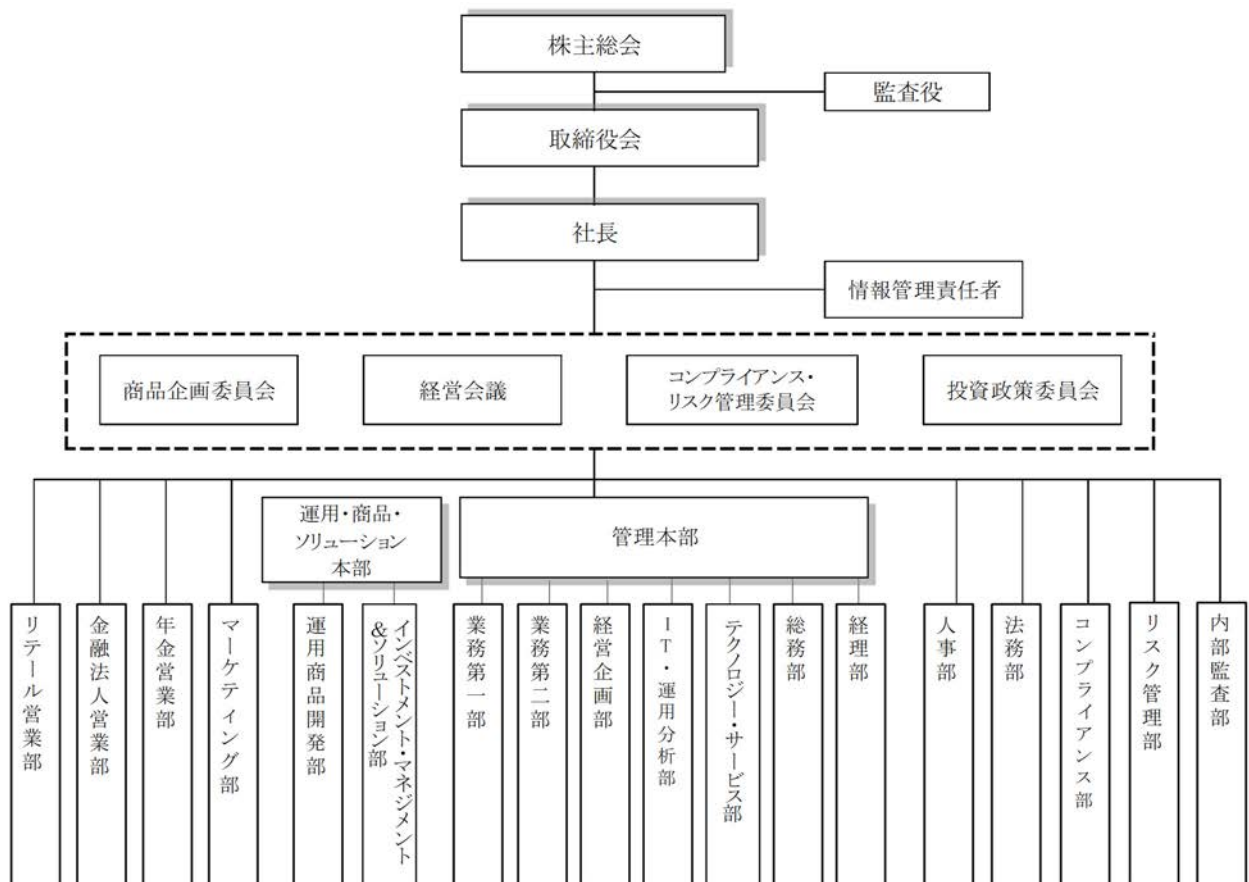 株主総会
監査役
取締役会
社長
情報管理責任者
商品企画委員会
経営会議
コンプライアンス・
リスク管理委員会
投資政策委員会
運用・商品・
ソリューション
本部
管理本部
リテール営業部
金融法人営業部
年金営業部
マーケティング部
運用商品開発部
インベストメント・マネジメント
&ソリューション部
業務第一部
業務第二部
経営企画部
IT・運用分析部
テクノロジー・サービス部
総務部
経理部
人事部
法務部
コンプライアンス部
リスク管理部
内部監査部